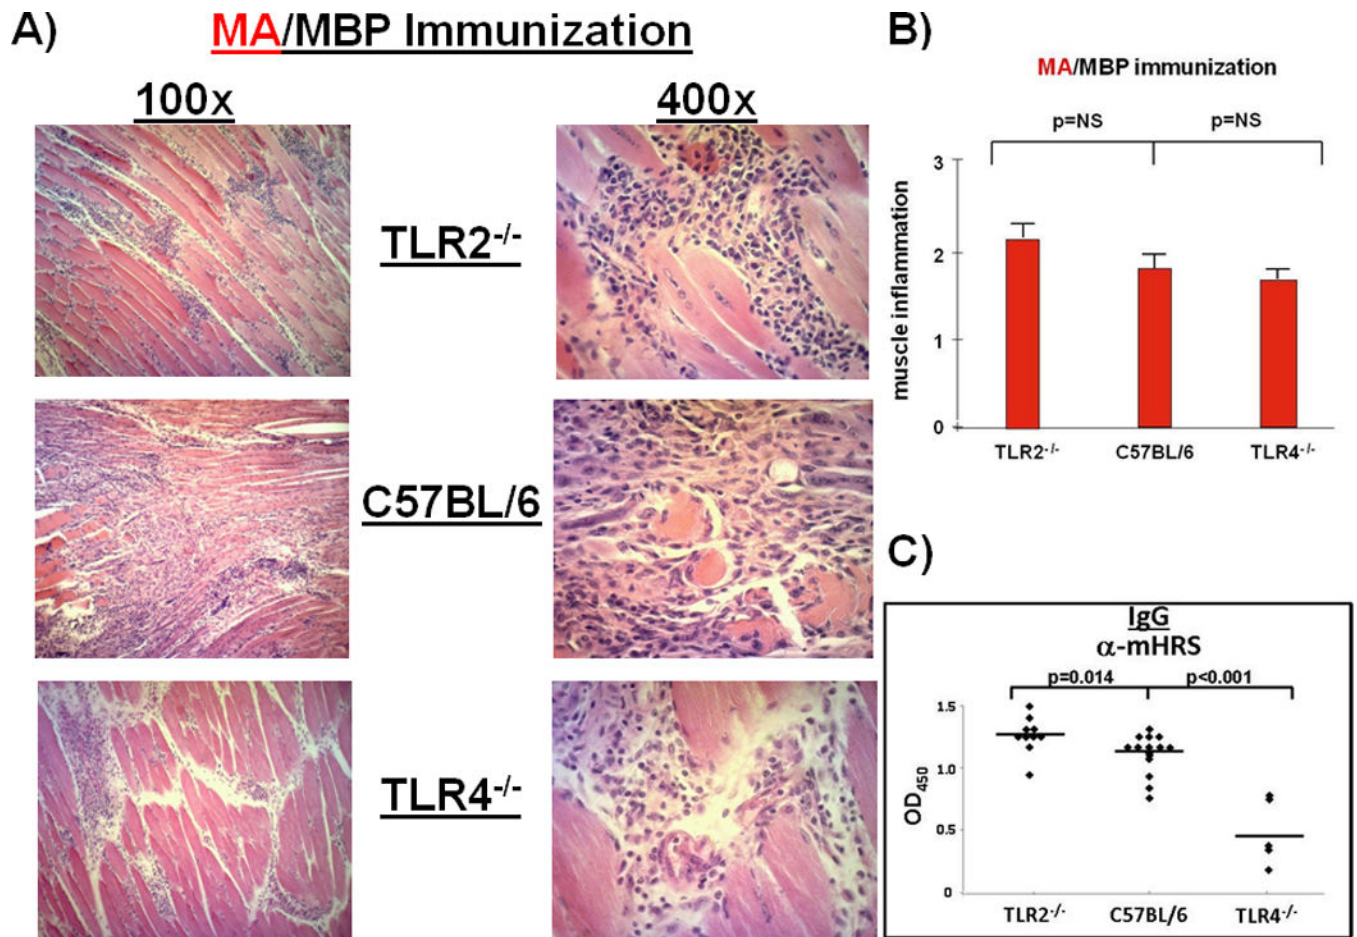 A)
MA/MBP Immunization
100x
400x
TLR2-/-
C57BL/6
TLR4-/-
B)
MA/MBP immunization
p=NS
p=NS
muscle inflammation
3
2
1
0
TLR2-/-
C57BL/6
TLR4-/-
C)
IgG
α-mHRS
p=0.014
p<0.001
OD450
1.5
1.0
0.5
0
TLR2-/-
C57BL/6
TLR4-/-